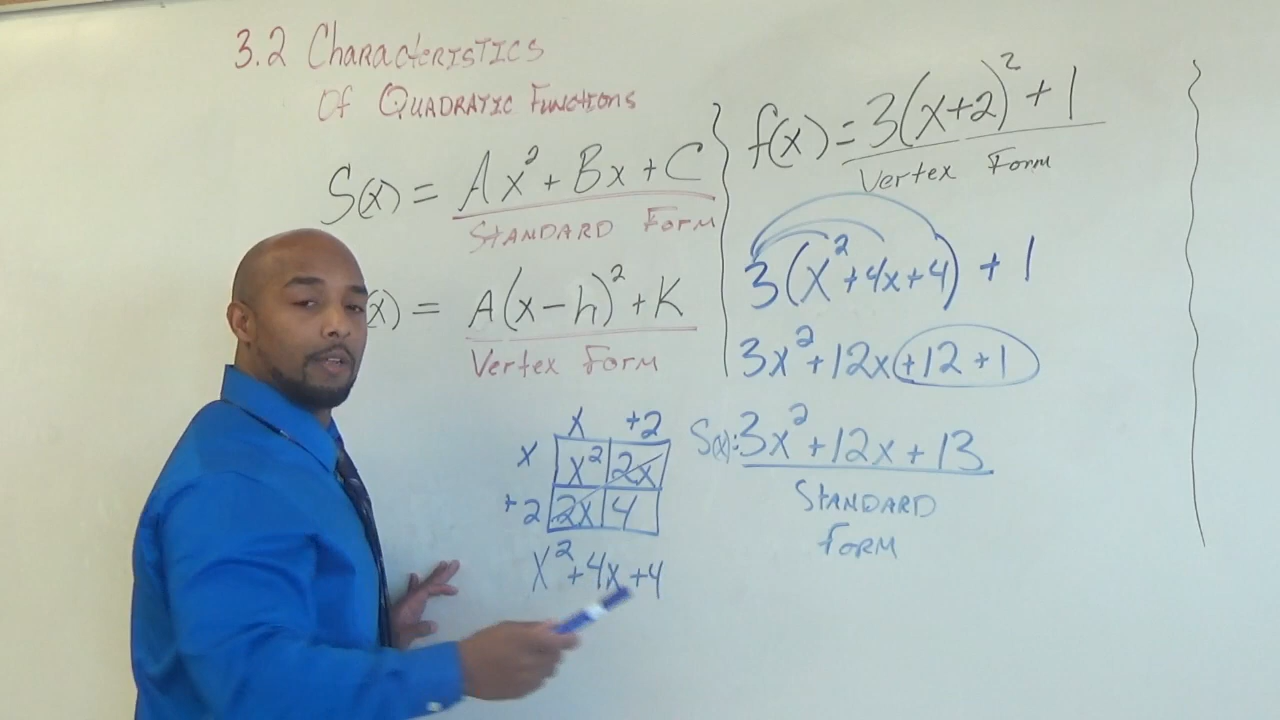 3.2 Characteristics
Of Quadratic Functions
S(x) = Ax² + Bx + C
Standard Form
(x) = A(x-h)² + K
Vertex Form
x +2
x x² 2x
+2 2x 4
x² + 4x + 4
f(x) = 3(x+2)² + 1
Vertex Form
3(x² + 4x + 4) + 1
3x² + 12x + 12 + 1
S(x): 3x² + 12x + 13
Standard
Form